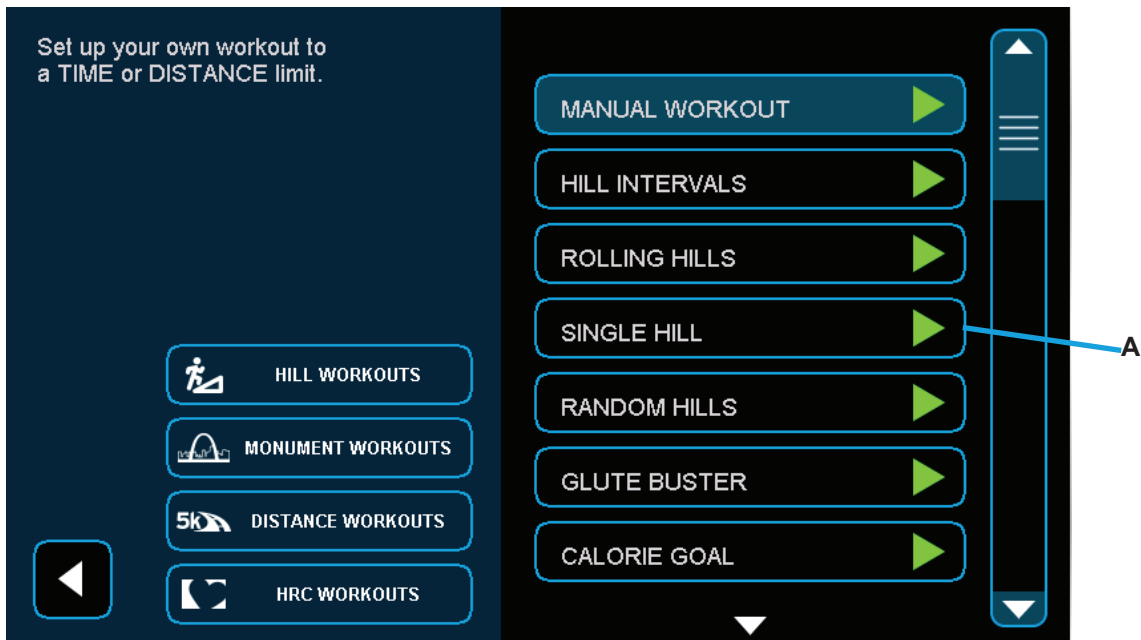 Set up your own workout to
a TIME or DISTANCE limit.
MANUAL WORKOUT
HILL INTERVALS
ROLLING HILLS
SINGLE HILL
A
RANDOM HILLS
GLUTE BUSTER
CALORIE GOAL
HILL WORKOUTS
MONUMENT WORKOUTS
5K DISTANCE WORKOUTS
HRC WORKOUTS